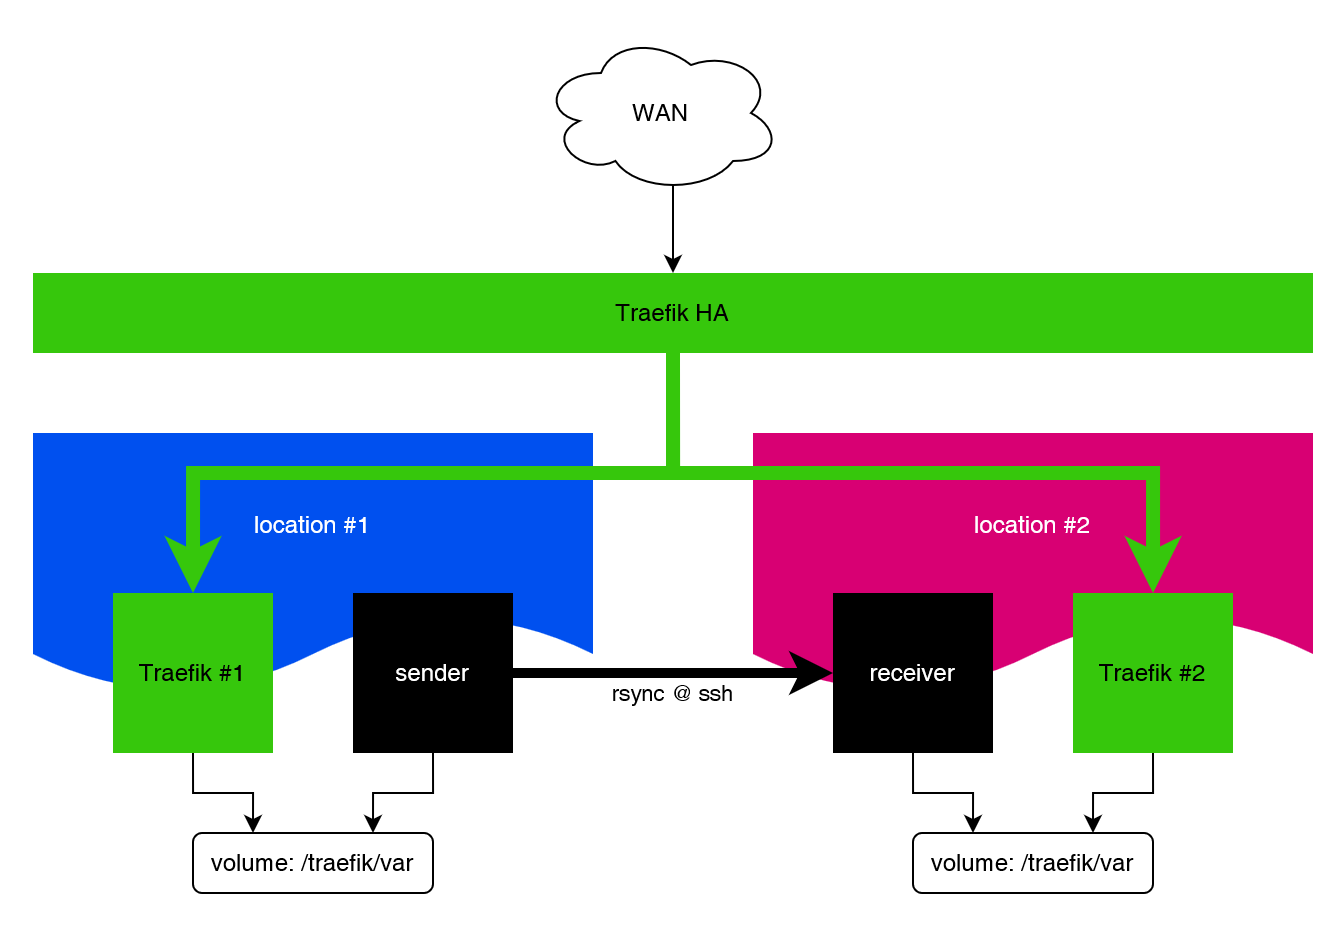 WAN
Traefik HA
location #1
location #2
Traefik #1
sender
rsync @ ssh
receiver
Traefik #2
volume: /traefik/var
volume: /traefik/var